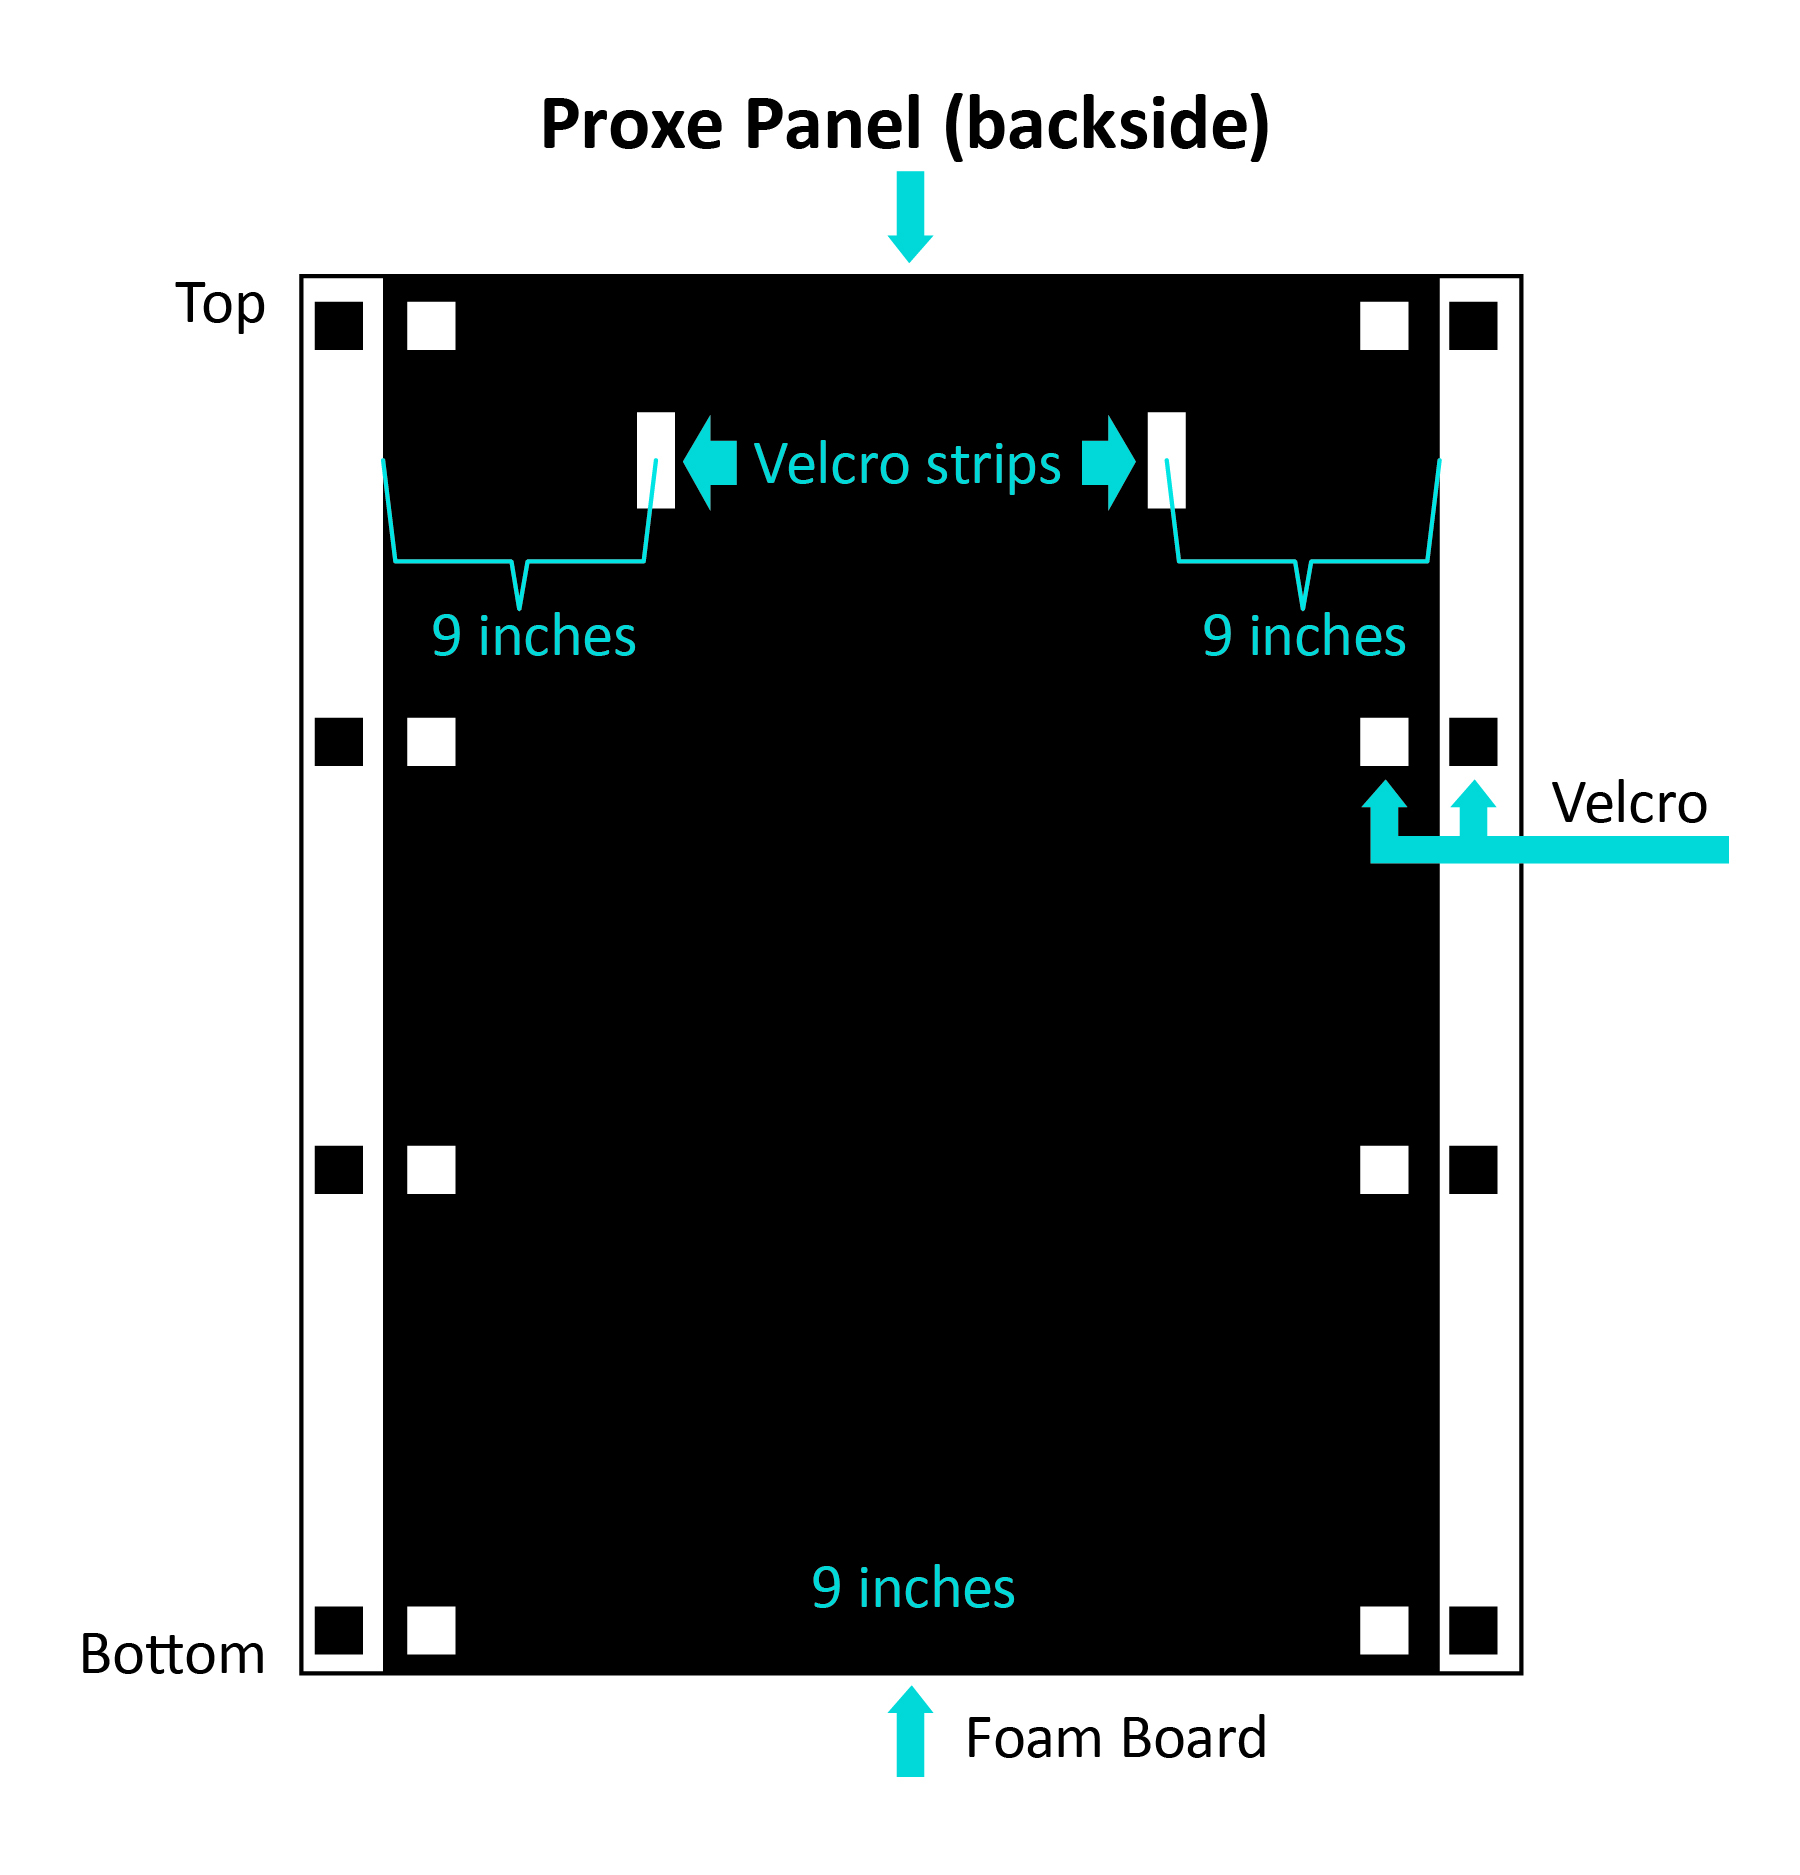 Proxe Panel (backside)
Top
Velcro strips
9 inches
9 inches
Velcro
9 inches
Bottom
Foam Board